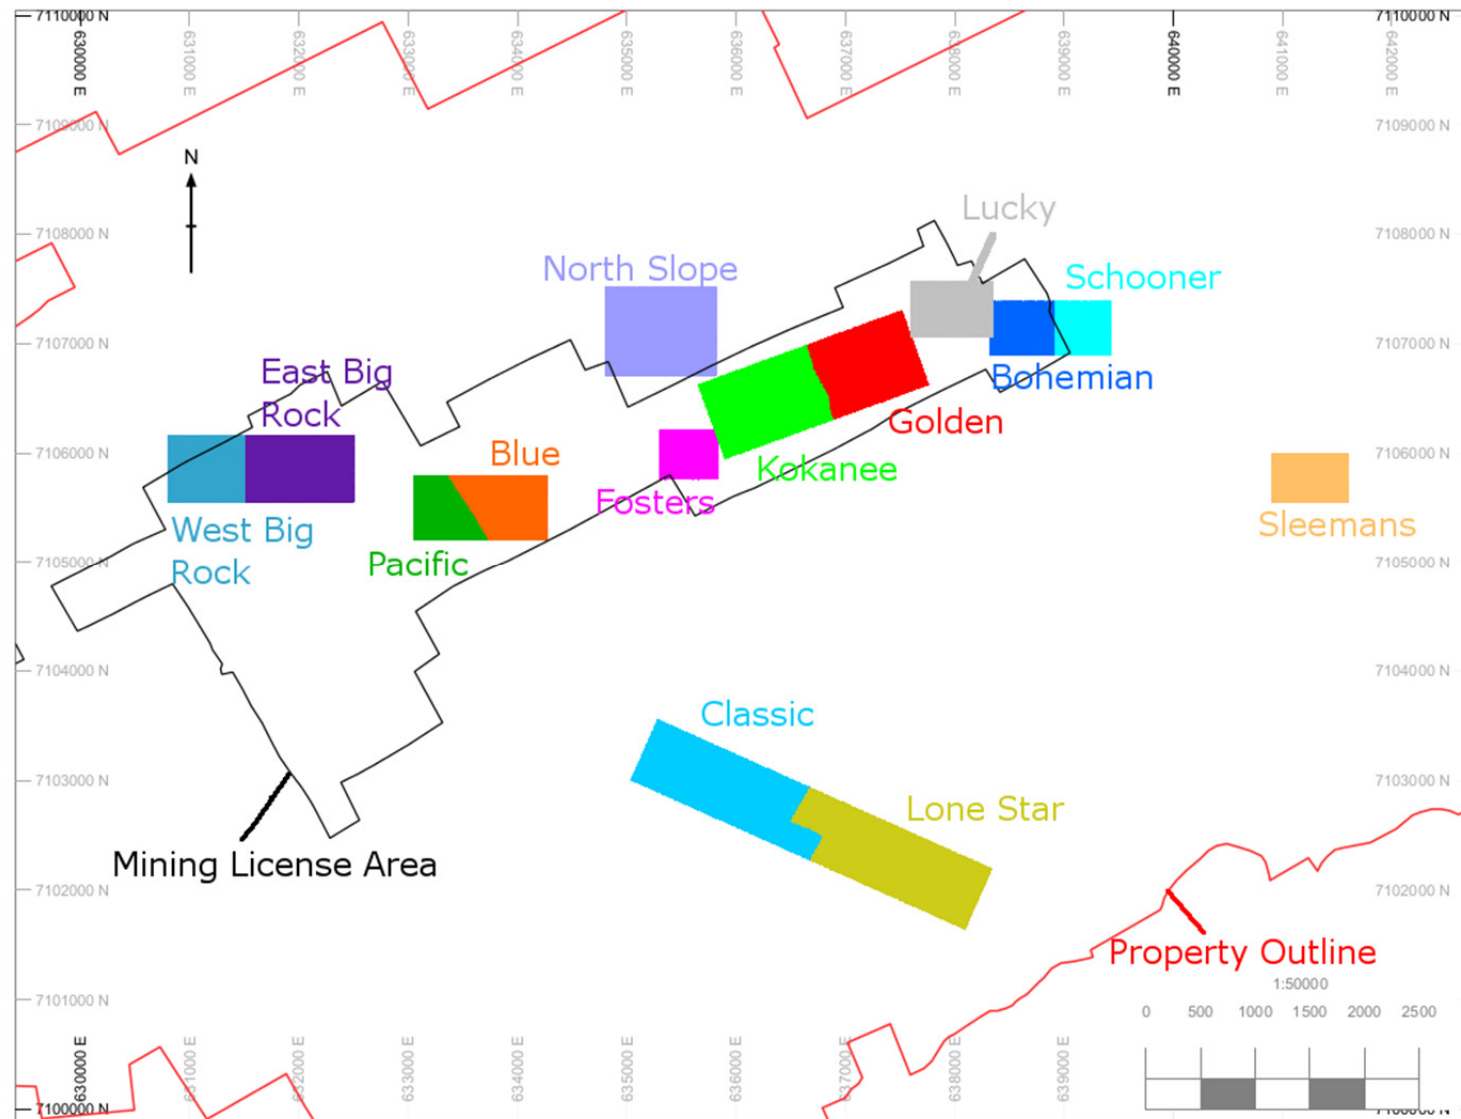 7110000 N
7110000 N
630000 E
631000 E
632000 E
633000 E
634000 E
635000 E
636000 E
637000 E
638000 E
639000 E
640000 E
641000 E
642000 E
7109000 N
7109000 N
N
Lucky
7108000 N
7108000 N
North Slope
Schooner
7107000 N
7107000 N
East Big
Rock
Bohemian
Golden
7106000 N
Blue
Kokanee
7106000 N
Fosters
West Big
Rock
Sleemans
Pacific
7105000 N
7105000 N
7104000 N
7104000 N
Classic
7103000 N
7103000 N
Lone Star
Mining License Area
7102000 N
7102000 N
Property Outline
1:50000
7101000 N
0 500 1000 1500 2000 2500
630000 E
631000 E
632000 E
633000 E
634000 E
635000 E
636000 E
637000 E
638000 E
639000 E
7100000 N